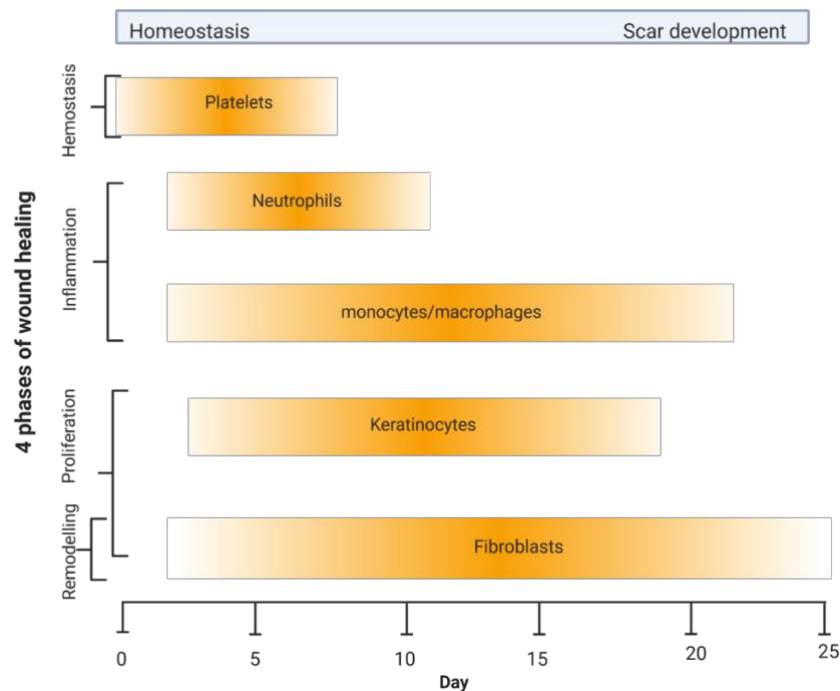 Homeostasis
Scar development
4 phases of wound healing
Hemostasis
Platelets
Inflammation
Neutrophils
monocytes/macrophages
Proliferation
Keratinocytes
Remodelling
Fibroblasts
0 5 10 15 20 25
Day